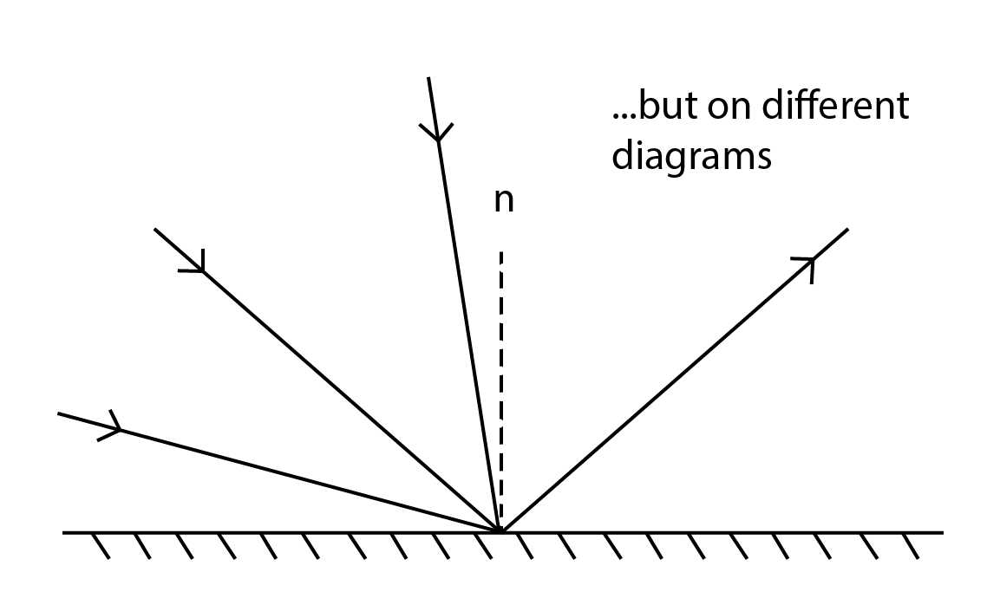 ...but on different
diagrams
n